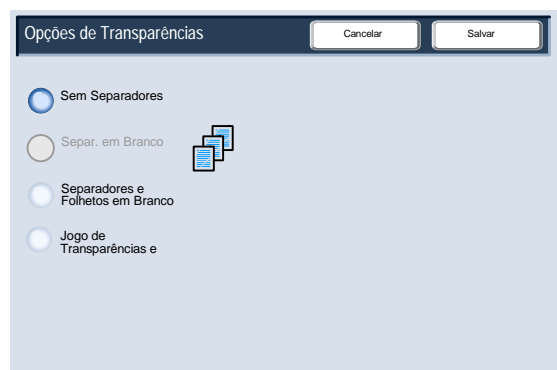 Opções de Transparências
Cancelar
Salvar
Sem Separadores
Separ. em Branco
Separadores e
Folhetos em Branco
Jogo de
Transparências e